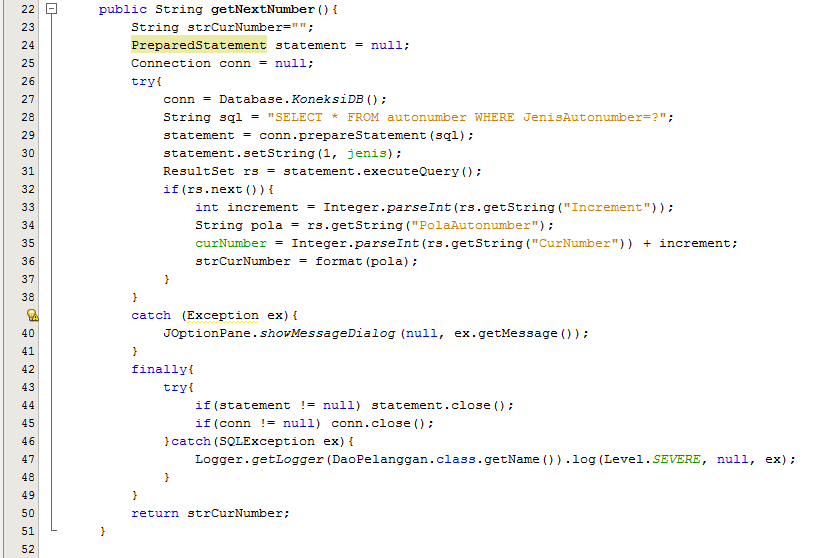 22 public String getNextNumber(){
23 String strCurNumber="";
24 PreparedStatement statement = null;
25 Connection conn = null;
26 try{
27 conn = Database.KoneksiDB();
28 String sql = "SELECT * FROM autonumber WHERE JenisAutonumber=?";
29 statement = conn.prepareStatement(sql);
30 statement.setString(1, jenis);
31 ResultSet rs = statement.executeQuery();
32 if(rs.next()){
33 int increment = Integer.parseInt(rs.getString("Increment"));
34 String pola = rs.getString("PolaAutonumber");
35 curNumber = Integer.parseInt(rs.getString("CurNumber")) + increment;
36 strCurNumber = format(pola);
37 }
38 }
catch (Exception ex){
40 JOptionPane.showMessageDialog(null, ex.getMessage());
41 }
42 finally{
43 try{
44 if(statement != null) statement.close();
45 if(conn != null) conn.close();
46 }catch(SQLException ex){
47 Logger.getLogger(DaoPelanggan.class.getName()).log(Level.SEVERE, null, ex);
48 }
49 }
50 return strCurNumber;
51 }
52